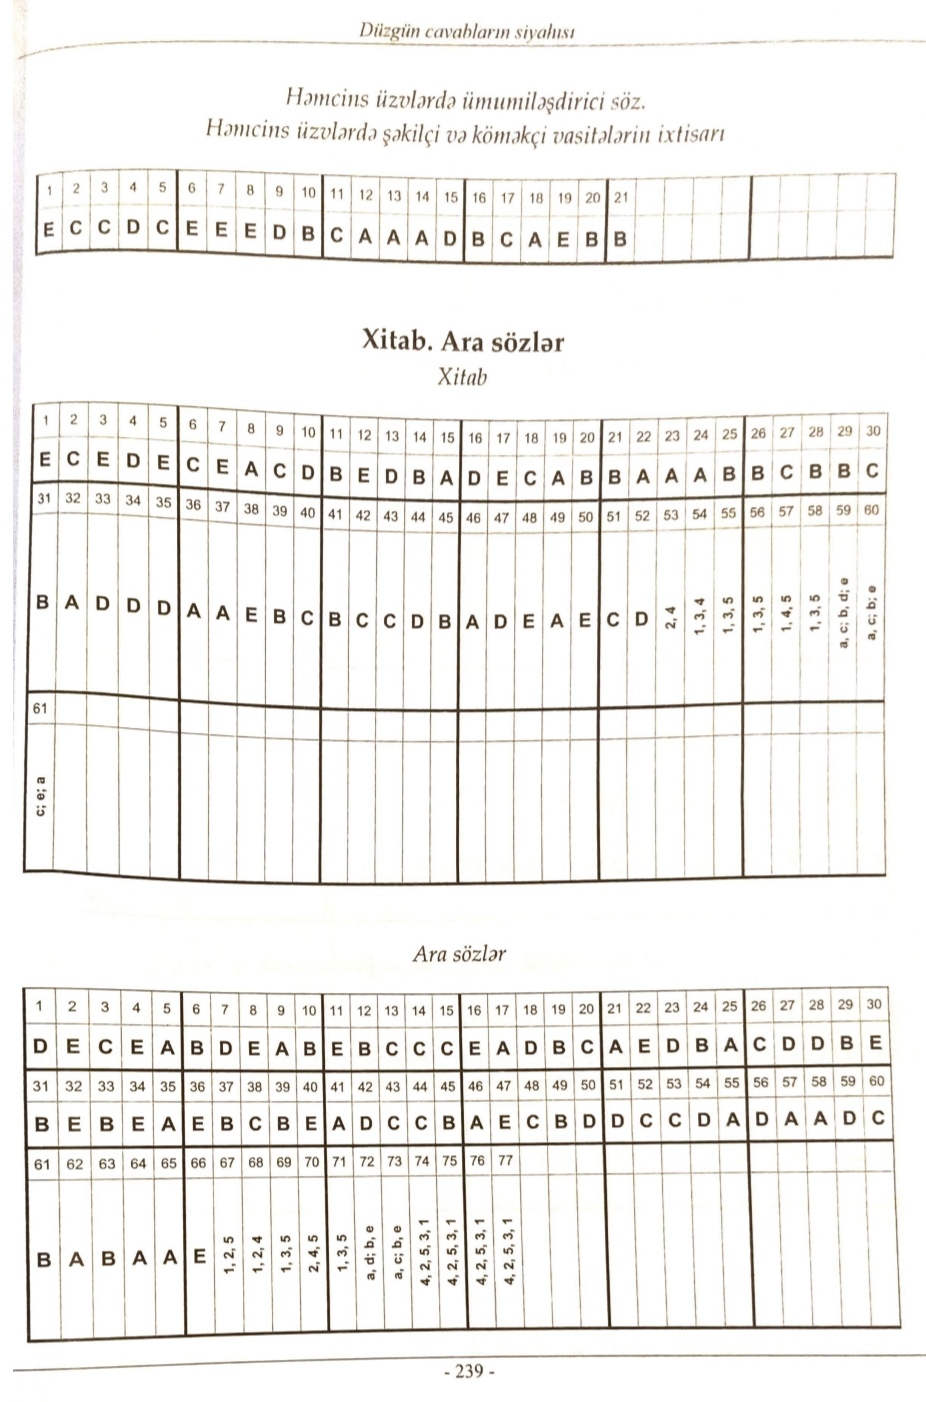 Düzgün cavabların siyahısı
Həmcins üzvlərdə ümumiləşdirici söz.
Həmcins üzvlərdə şəkilçi və köməkçi vasitələrin ixtisarı
1 2 3 4 5 6 7 8 9 10 11 12 13 14 15 16 17 18 19 20 21
E C C D C E E E D B C A A A D B C A E B B
Xitab. Ara sözlər
Xitab
1 2 3 4 5 6 7 8 9 10 11 12 13 14 15 16 17 18 19 20 21 22 23 24 25 26 27 28 29 30
E C E D E C E A C D B E D B A D E C A B B A A A B B C B B C
31 32 33 34 35 36 37 38 39 40 41 42 43 44 45 46 47 48 49 50 51 52 53 54 55 56 57 58 59 60
B A D D D A A E B C B C C D B A D E A E C D 2, 4 1, 3, 4 1, 3, 5 1, 3, 5 1, 4, 5 1, 3, 5 a, c; b, d; e a, c; b; e
61
c; e; a
Ara sözlər
1 2 3 4 5 6 7 8 9 10 11 12 13 14 15 16 17 18 19 20 21 22 23 24 25 26 27 28 29 30
D E C E A B D E A B E B C C C E A D B C A E D B A C D D B E
31 32 33 34 35 36 37 38 39 40 41 42 43 44 45 46 47 48 49 50 51 52 53 54 55 56 57 58 59 60
B E B E A E B C B E A D C C B A E C B D D C C D A D A A D C
61 62 63 64 65 66 67 68 69 70 71 72 73 74 75 76 77
B A B A A E 1, 2, 5 1, 2, 4 1, 3, 5 2, 4, 5 1, 3, 5 a, d; b, e a, c; b, e 4, 2, 5, 3, 1 4, 2, 5, 3, 1 4, 2, 5, 3, 1 4, 2, 5, 3, 1
- 239 -